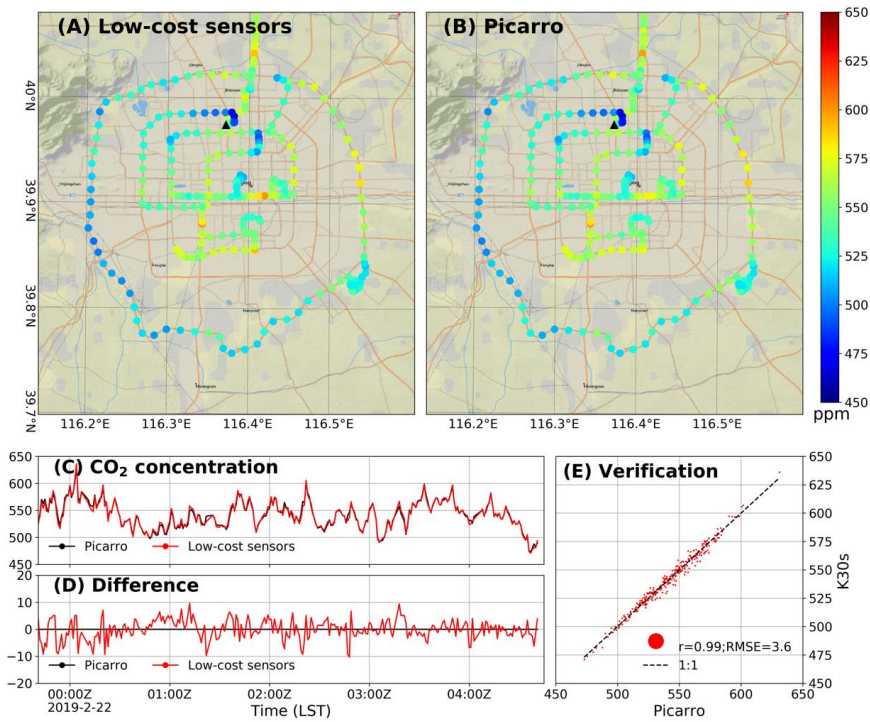 (A) Low-cost sensors
(B) Picarro
650
625
600
575
550
525
500
475
450
ppm
40°N
39.9°N
39.8°N
39.7°N
116.2°E 116.3°E 116.4°E 116.5°E
116.2°E 116.3°E 116.4°E 116.5°E
(C) CO₂ concentration
650
600
550
500
450
Picarro
Low-cost sensors
(D) Difference
20
10
0
−10
−20
Picarro
Low-cost sensors
00:00Z 01:00Z 02:00Z 03:00Z 04:00Z
2019-2-22
Time (LST)
(E) Verification
650
625
600
575
550
525
500
475
450
K30s
r=0.99;RMSE=3.6
1:1
450 500 550 600 650
Picarro